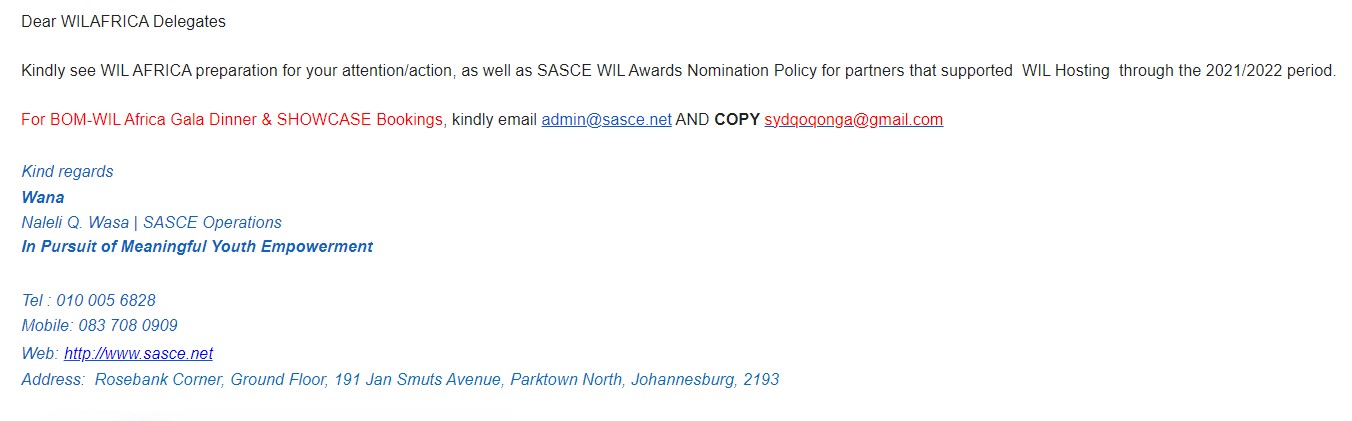 Dear WILAFRICA Delegates
Kindly see WIL AFRICA preparation for your attention/action, as well as SASCE WIL Awards Nomination Policy for partners that supported  WIL Hosting  through the 2021/2022 period.
For BOM-WIL Africa Gala Dinner & SHOWCASE Bookings, kindly email admin@sasce.net AND COPY sydqoqonga@gmail.com
Kind regards
Wana
Naleli Q. Wasa | SASCE Operations
In Pursuit of Meaningful Youth Empowerment
Tel : 010 005 6828
Mobile: 083 708 0909
Web: http://www.sasce.net
Address:  Rosebank Corner, Ground Floor, 191 Jan Smuts Avenue, Parktown North, Johannesburg, 2193